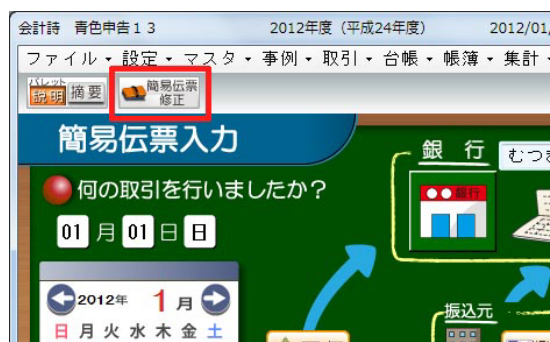 会計詩 青色申告13 2012年度（平成24年度） 2012/01/
ファイル 設定 マスタ 事例 取引 台帳 帳簿 集計
パレット
説明 摘要 簡易伝票
修正
簡易伝票入力
銀 行 むつ
何の取引を行いましたか？
●●銀行
01 月 01 日 日
2012年 1 月
振込元
日 月 火 水 木 金 土